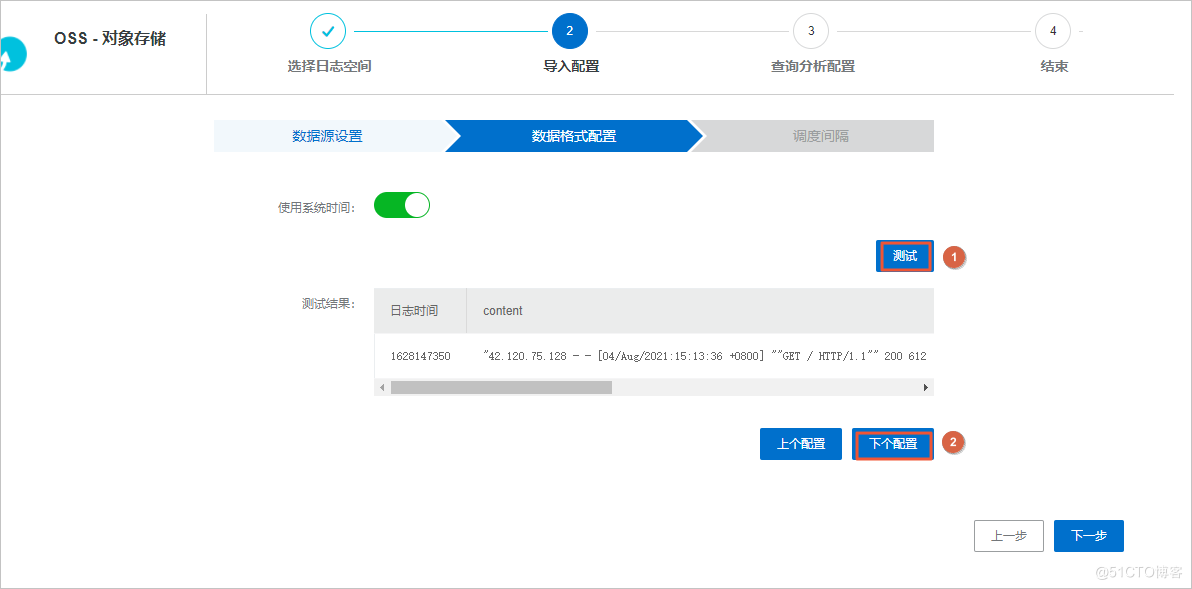 OSS - 对象存储
2
3
4
选择日志空间
导入配置
查询分析配置
结束
数据源设置
数据格式配置
调度间隔
使用系统时间：
测试
1
测试结果：
日志时间
content
1628147350
"42.120.75.128 - - [04/Aug/2021:15:13:36 +0800] ""GET / HTTP/1.1"" 200 612
上个配置
下个配置
2
上一步
下一步
@51CTO博客